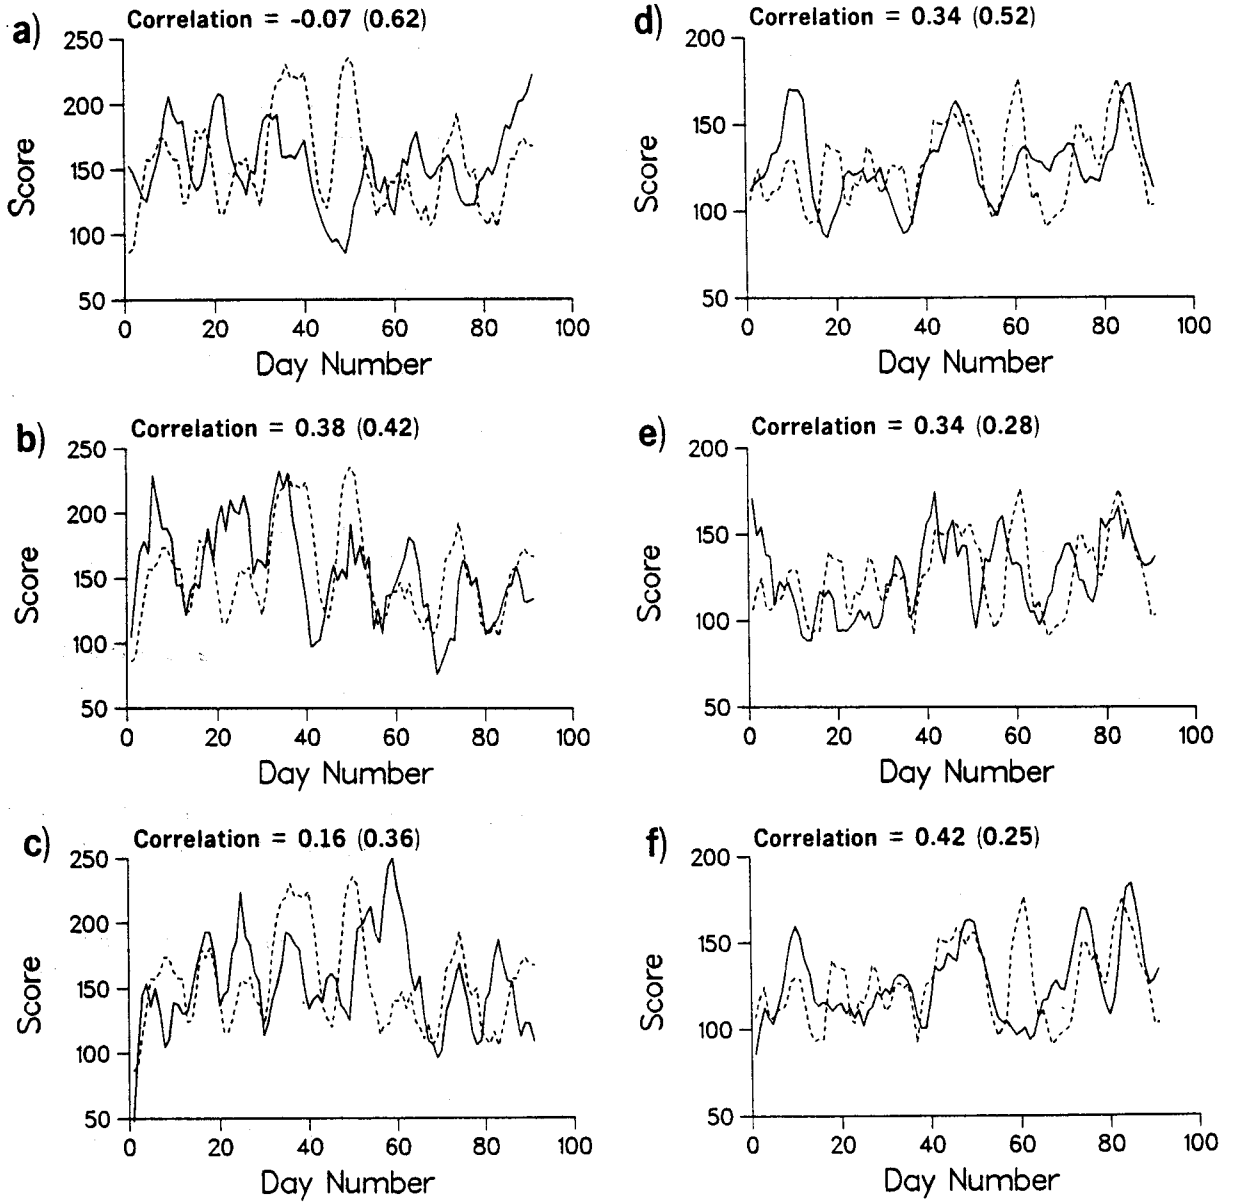 a) Correlation = -0.07 (0.62)
250
200
150
100
50
Score
0 20 40 60 80 100
Day Number
b) Correlation = 0.38 (0.42)
250
200
150
100
50
Score
0 20 40 60 80 100
Day Number
c) Correlation = 0.16 (0.36)
250
200
150
100
50
Score
0 20 40 60 80 100
Day Number
d) Correlation = 0.34 (0.52)
200
150
100
50
Score
0 20 40 60 80 100
Day Number
e) Correlation = 0.34 (0.28)
200
150
100
50
Score
0 20 40 60 80 100
Day Number
f) Correlation = 0.42 (0.25)
200
150
100
50
Score
0 20 40 60 80 100
Day Number